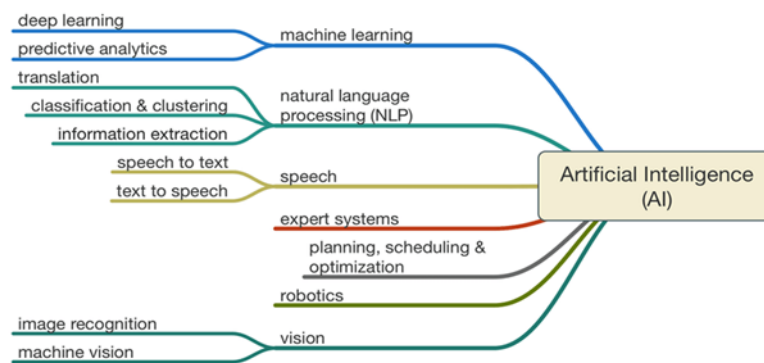 deep learning
predictive analytics
machine learning
translation
classification & clustering
information extraction
natural language
processing (NLP)
speech to text
text to speech
speech
expert systems
planning, scheduling &
optimization
robotics
image recognition
machine vision
vision
Artificial Intelligence
(AI)